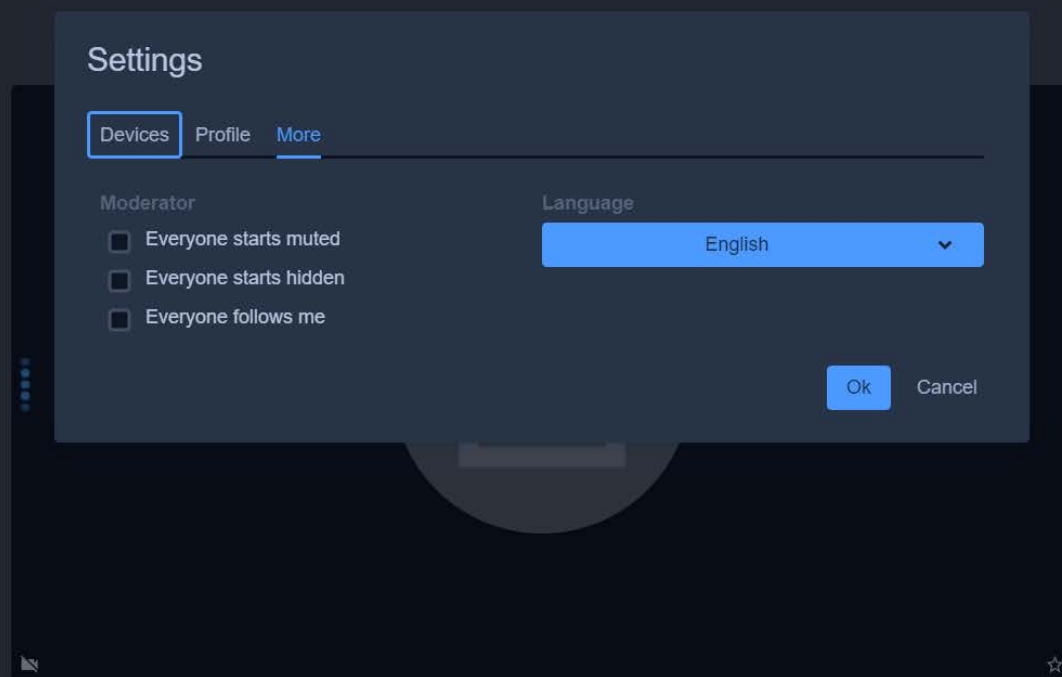 Settings
Devices Profile More
Moderator
Everyone starts muted
Everyone starts hidden
Everyone follows me
Language
English
Ok Cancel